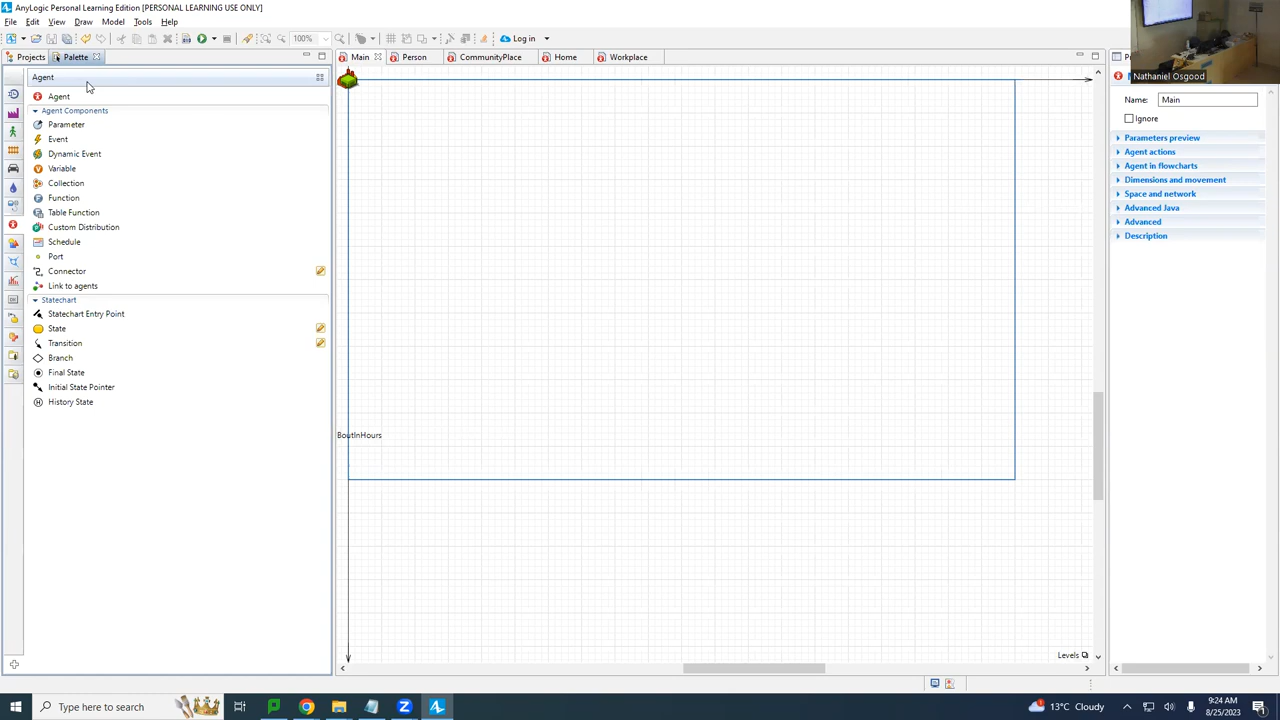 AnyLogic Personal Learning Edition [PERSONAL LEARNING USE ONLY]
File Edit View Draw Model Tools Help
100% Log in
Projects Palette Main Person CommunityPlace Home Workplace
Nathaniel Osgood
Agent
Agent
Agent Components
Parameter
Event
Dynamic Event
Variable
Collection
Function
Table Function
Custom Distribution
Schedule
Port
Connector
Link to agents
Statechart
Statechart Entry Point
State
Transition
Branch
Final State
Initial State Pointer
History State
BoutInHours
Levels
Name: Main
Ignore
Parameters preview
Agent actions
Agent in flowcharts
Dimensions and movement
Space and network
Advanced Java
Advanced
Description
Type here to search
13°C Cloudy
9:24 AM
8/25/2023